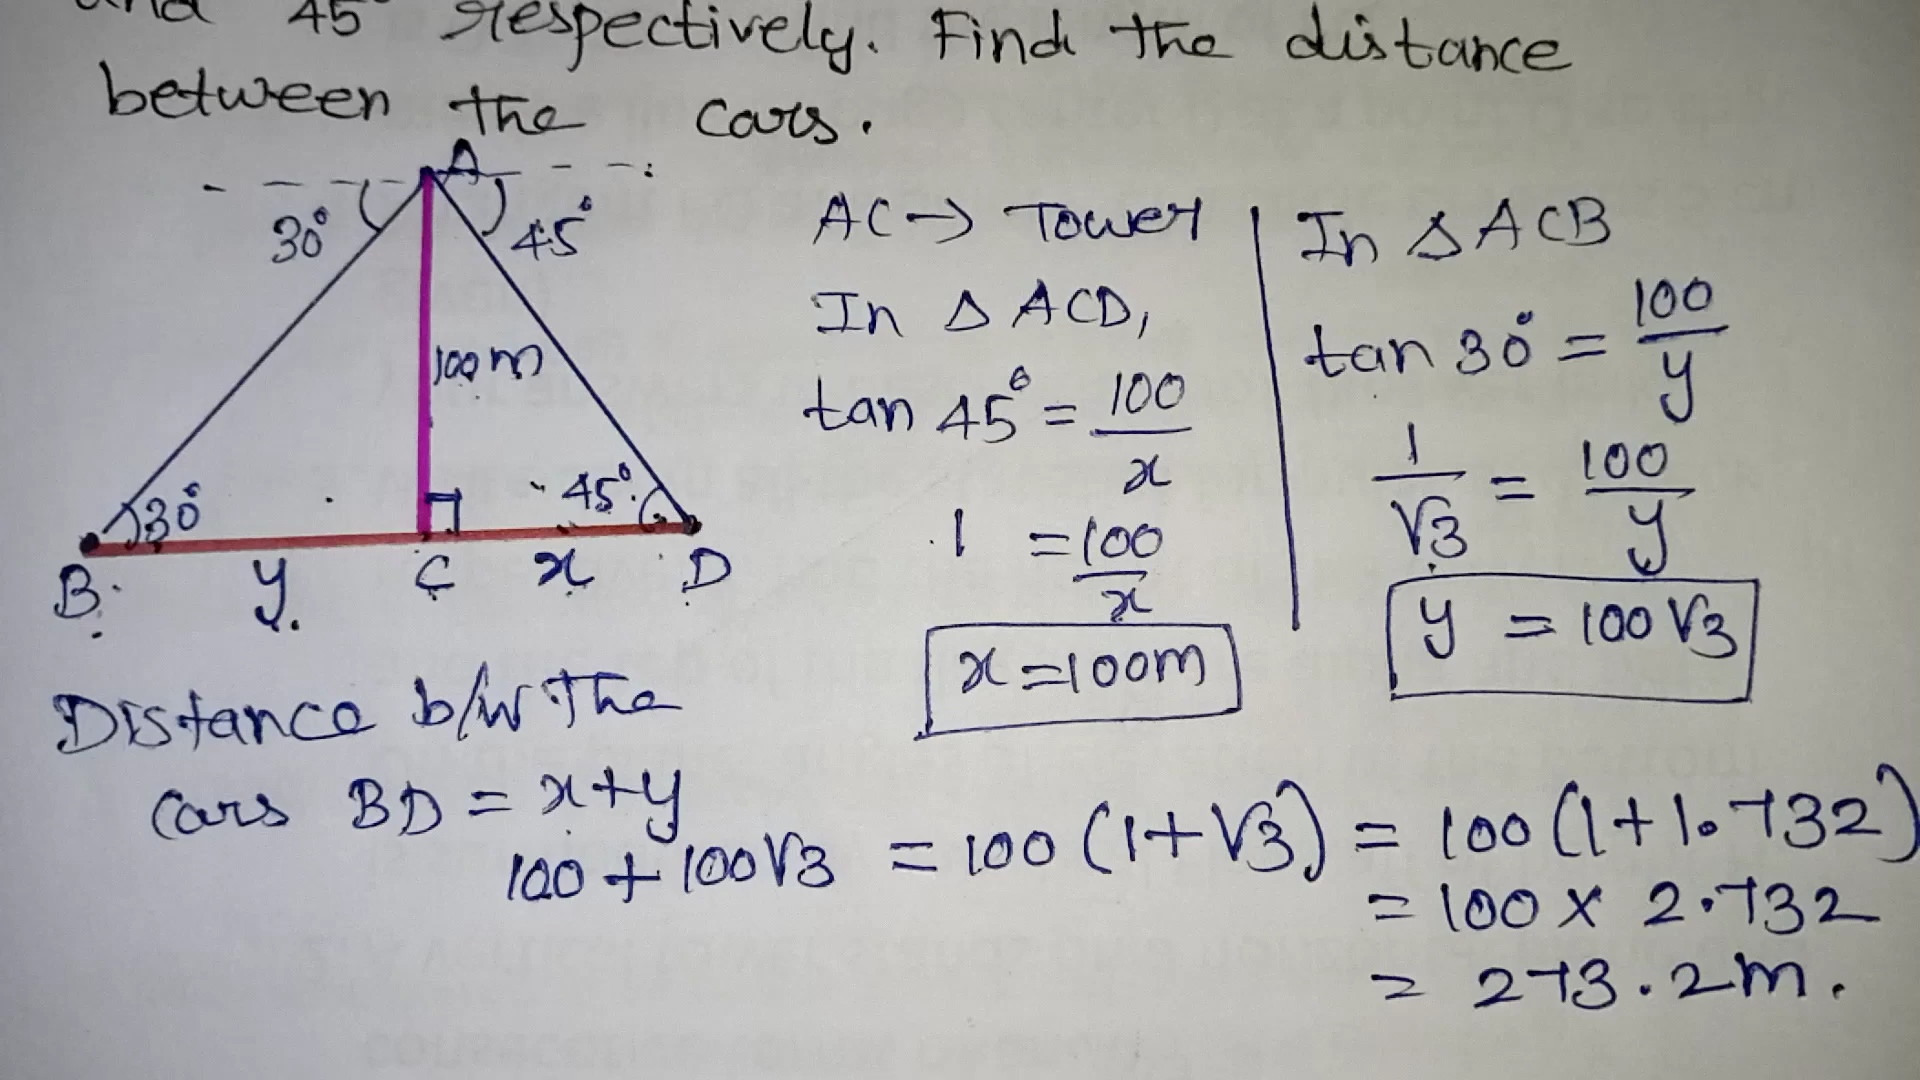 and 45° respectively. Find the distance
between the cars.
A
30°
45°
100m
30°
45°
B
y
C
x
D
AC → Tower
In △ ACD,
tan 45° = 100/x
1 = 100/x
x = 100m
In △ ACB
tan 30° = 100/y
1/√3 = 100/y
y = 100√3
Distance b/w The
cars BD = x+y
100 + 100√3 = 100 (1+√3) = 100 (1+1.732)
= 100 × 2.732
= 273.2m.